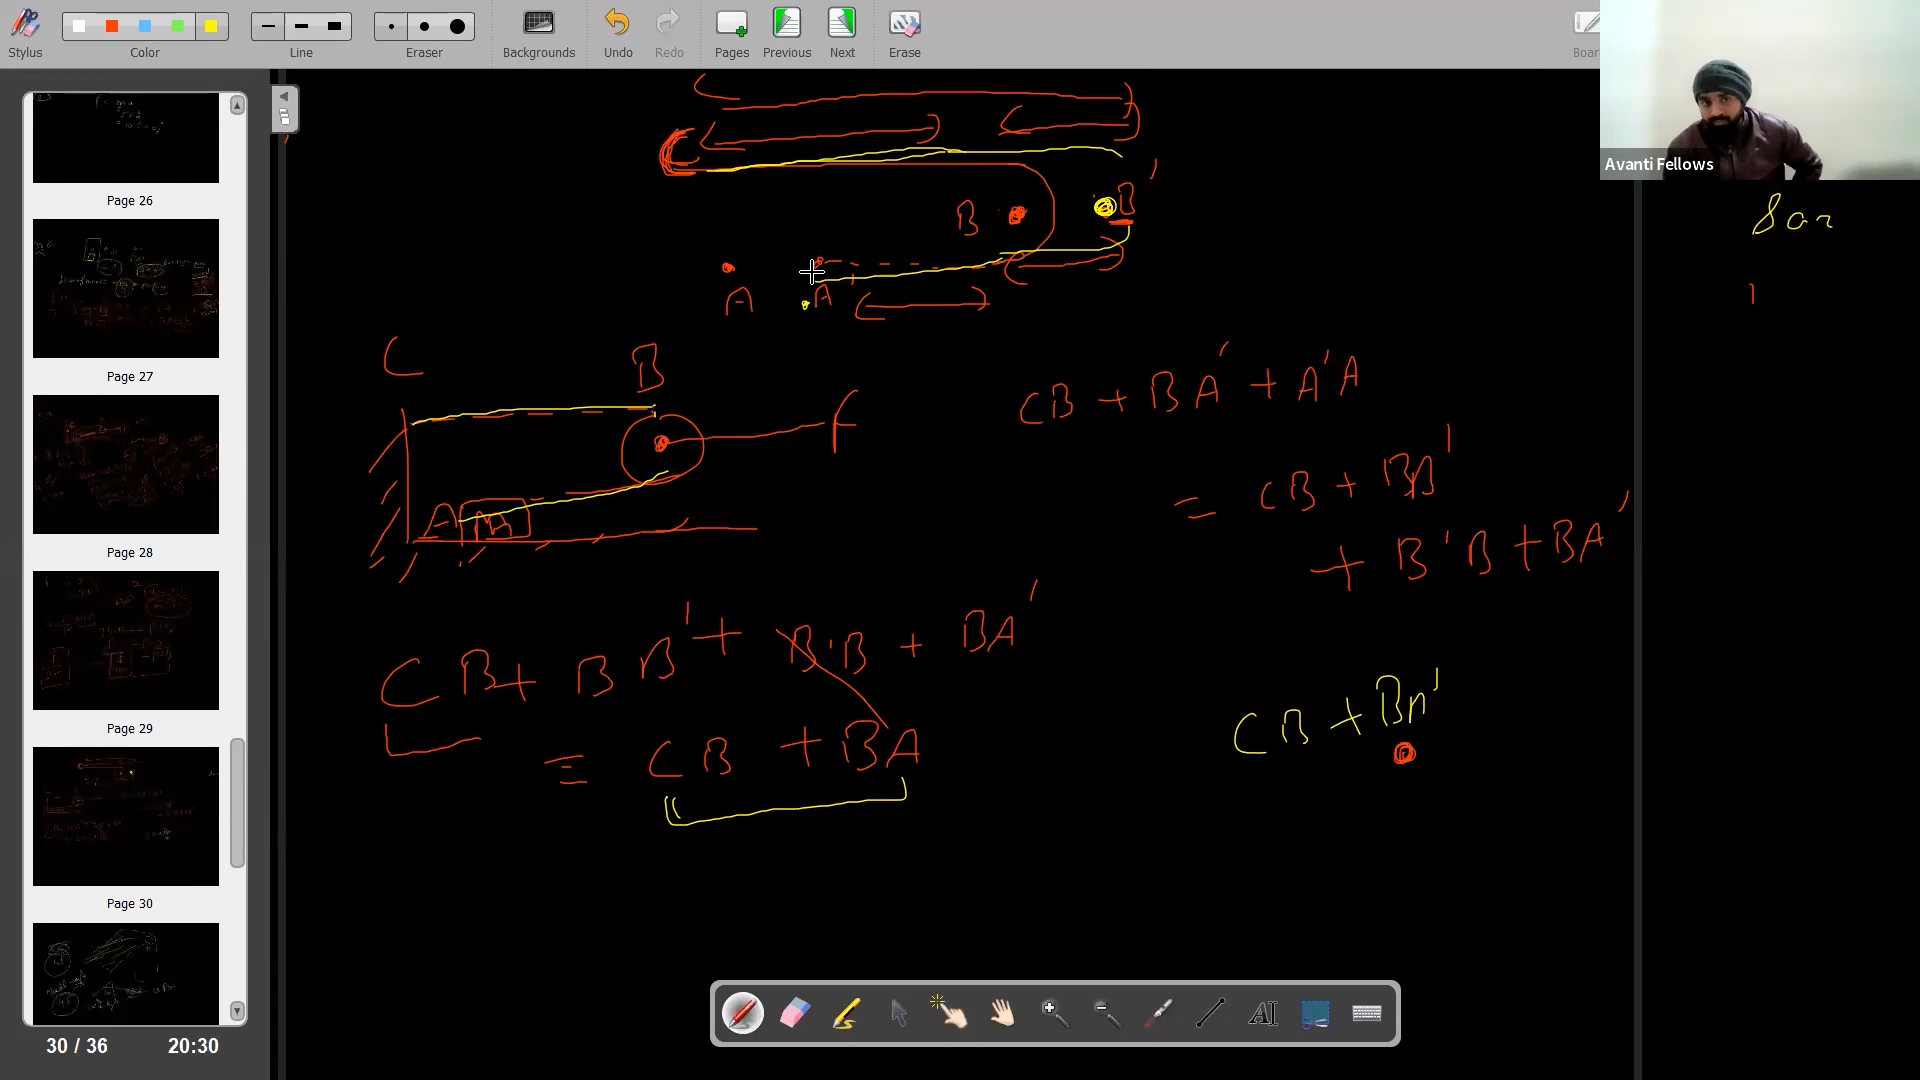 Stylus
Color
Line
Eraser
Backgrounds
Undo
Redo
Pages
Previous
Next
Erase
Boar
Avanti Fellows
Page 26
Page 27
Page 28
Page 29
Page 30
30 / 36
20:30
C
B
B'
A
A'
C
B
F
A
m
CB + BA' + A'A
= CB + BB'
+ B'B + BA'
CB + BB' + B'B + BA'
= CB + BA
CB + BA'